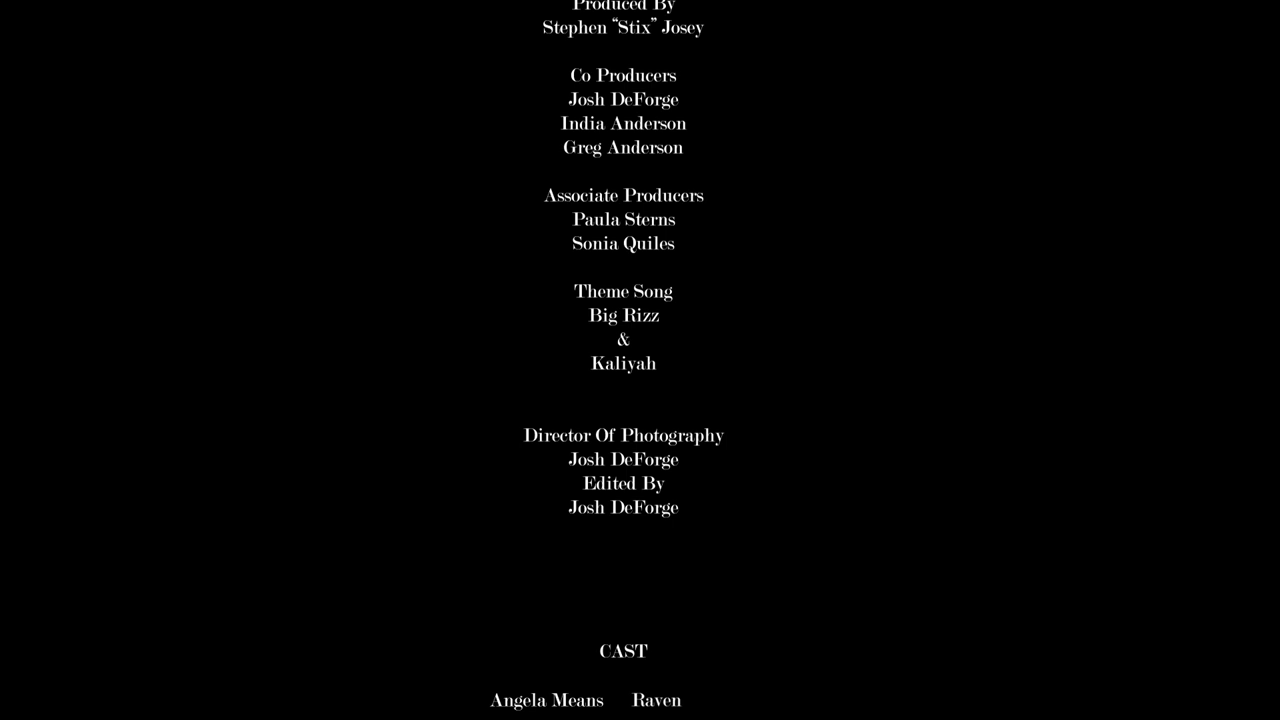 Produced By
Stephen “Stix” Josey
Co Producers
Josh DeForge
India Anderson
Greg Anderson
Associate Producers
Paula Sterns
Sonia Quiles
Theme Song
Big Rizz
&
Kaliyah
Director Of Photography
Josh DeForge
Edited By
Josh DeForge
CAST
Angela Means Raven